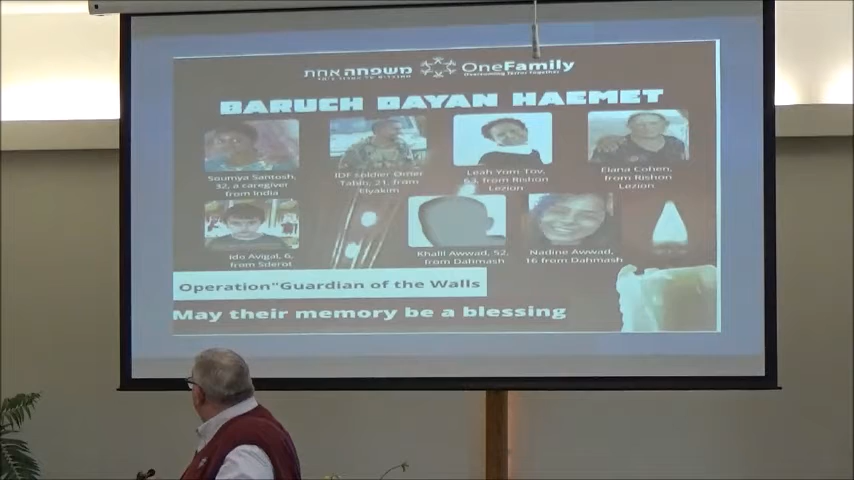 משפחה אחת
OneFamily
Overcoming Terror Together
BARUCH DAYAN HAEMET
Soumya Santosh,
32, a caregiver
from India
IDF soldier Omer
Tabib, 21, from
Elyakim
Leah Yom Tov,
63, from Rishon
Lezion
Elana Cohen,
from Rishon
Lezion
Ido Avigal, 6,
from Sderot
Khalil Awwad, 52,
from Dahmash
Nadine Awwad,
16 from Dahmash
Operation"Guardian of the Walls
May their memory be a blessing